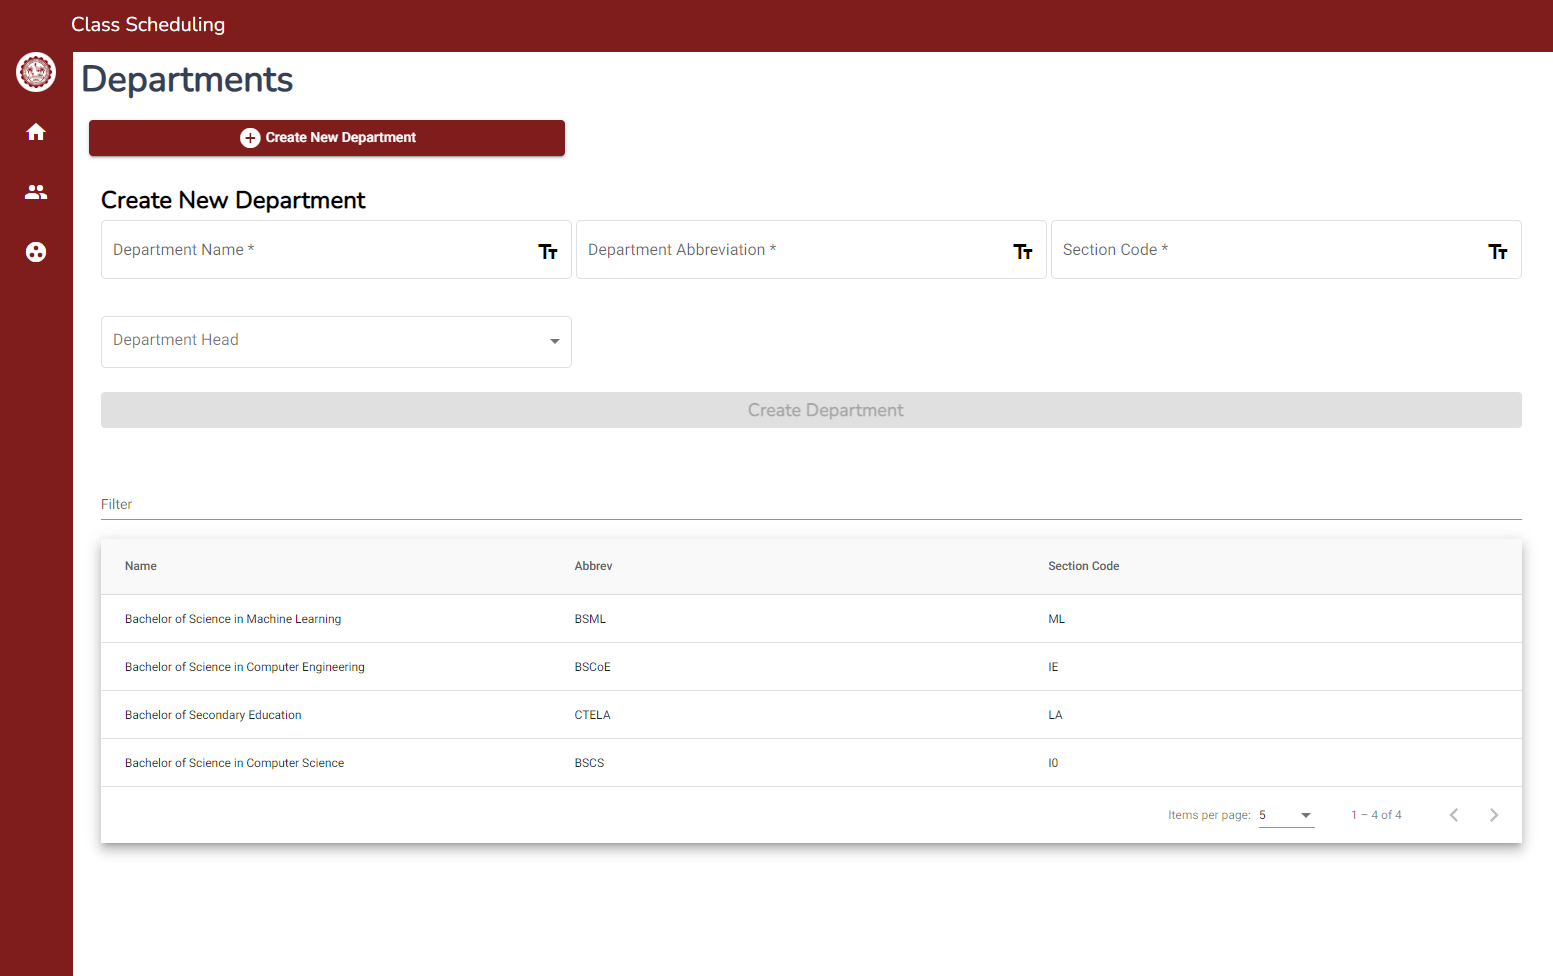 Class Scheduling
Departments
Create New Department
Create New Department
Department Name *
Department Abbreviation *
Section Code *
Department Head
Create Department
Filter
Name Abbrev Section Code
Bachelor of Science in Machine Learning BSML ML
Bachelor of Science in Computer Engineering BSCoE IE
Bachelor of Secondary Education CTELA LA
Bachelor of Science in Computer Science BSCS I0
Items per page: 5 1 – 4 of 4